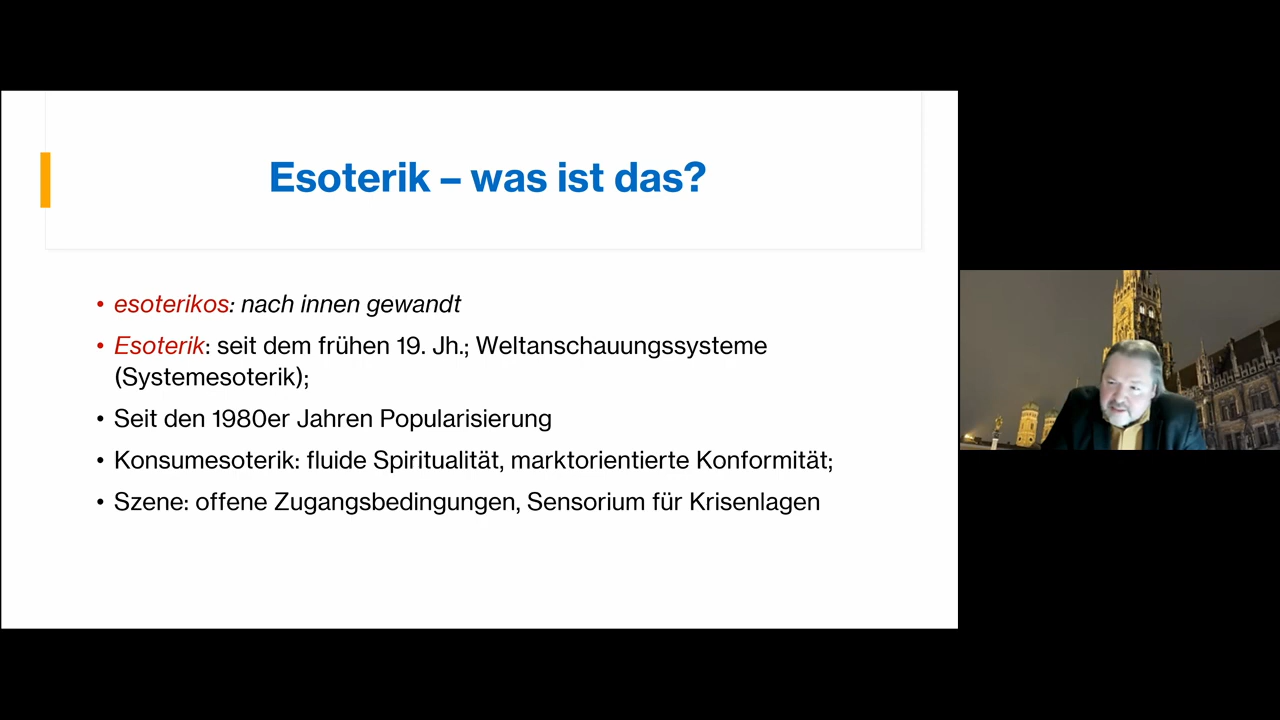 Esoterik – was ist das?
• esoterikos: nach innen gewandt
• Esoterik: seit dem frühen 19. Jh.; Weltanschauungssysteme
(Systemesoterik);
• Seit den 1980er Jahren Popularisierung
• Konsumesoterik: fluide Spiritualität, marktorientierte Konformität;
• Szene: offene Zugangsbedingungen, Sensorium für Krisenlagen